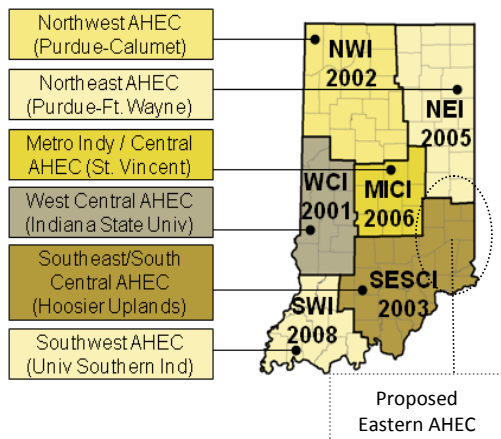 Northwest AHEC
(Purdue-Calumet)
Northeast AHEC
(Purdue-Ft. Wayne)
Metro Indy / Central
AHEC (St. Vincent)
West Central AHEC
(Indiana State Univ)
Southeast/South
Central AHEC
(Hoosier Uplands)
Southwest AHEC
(Univ Southern Ind)
NWI
2002
NEI
2005
WCI
2001
MICI
2006
SESCI
2003
SWI
2008
Proposed
Eastern AHEC